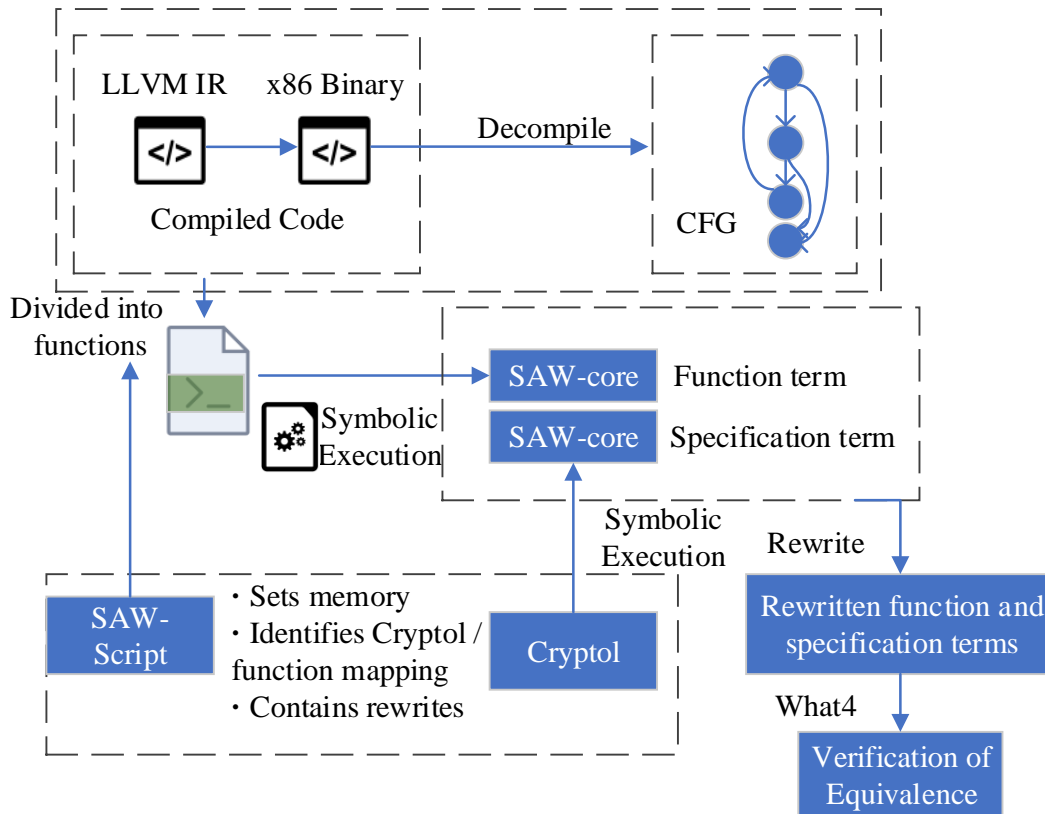 LLVM IR
x86 Binary
</>
</>
Compiled Code
Decompile
CFG
Divided into
functions
>_
Symbolic
Execution
SAW-core
Function term
SAW-core
Specification term
Symbolic
Execution
Rewrite
SAW-
Script
· Sets memory
· Identifies Cryptol /
function mapping
· Contains rewrites
Cryptol
Rewritten function and
specification terms
What4
Verification of
Equivalence